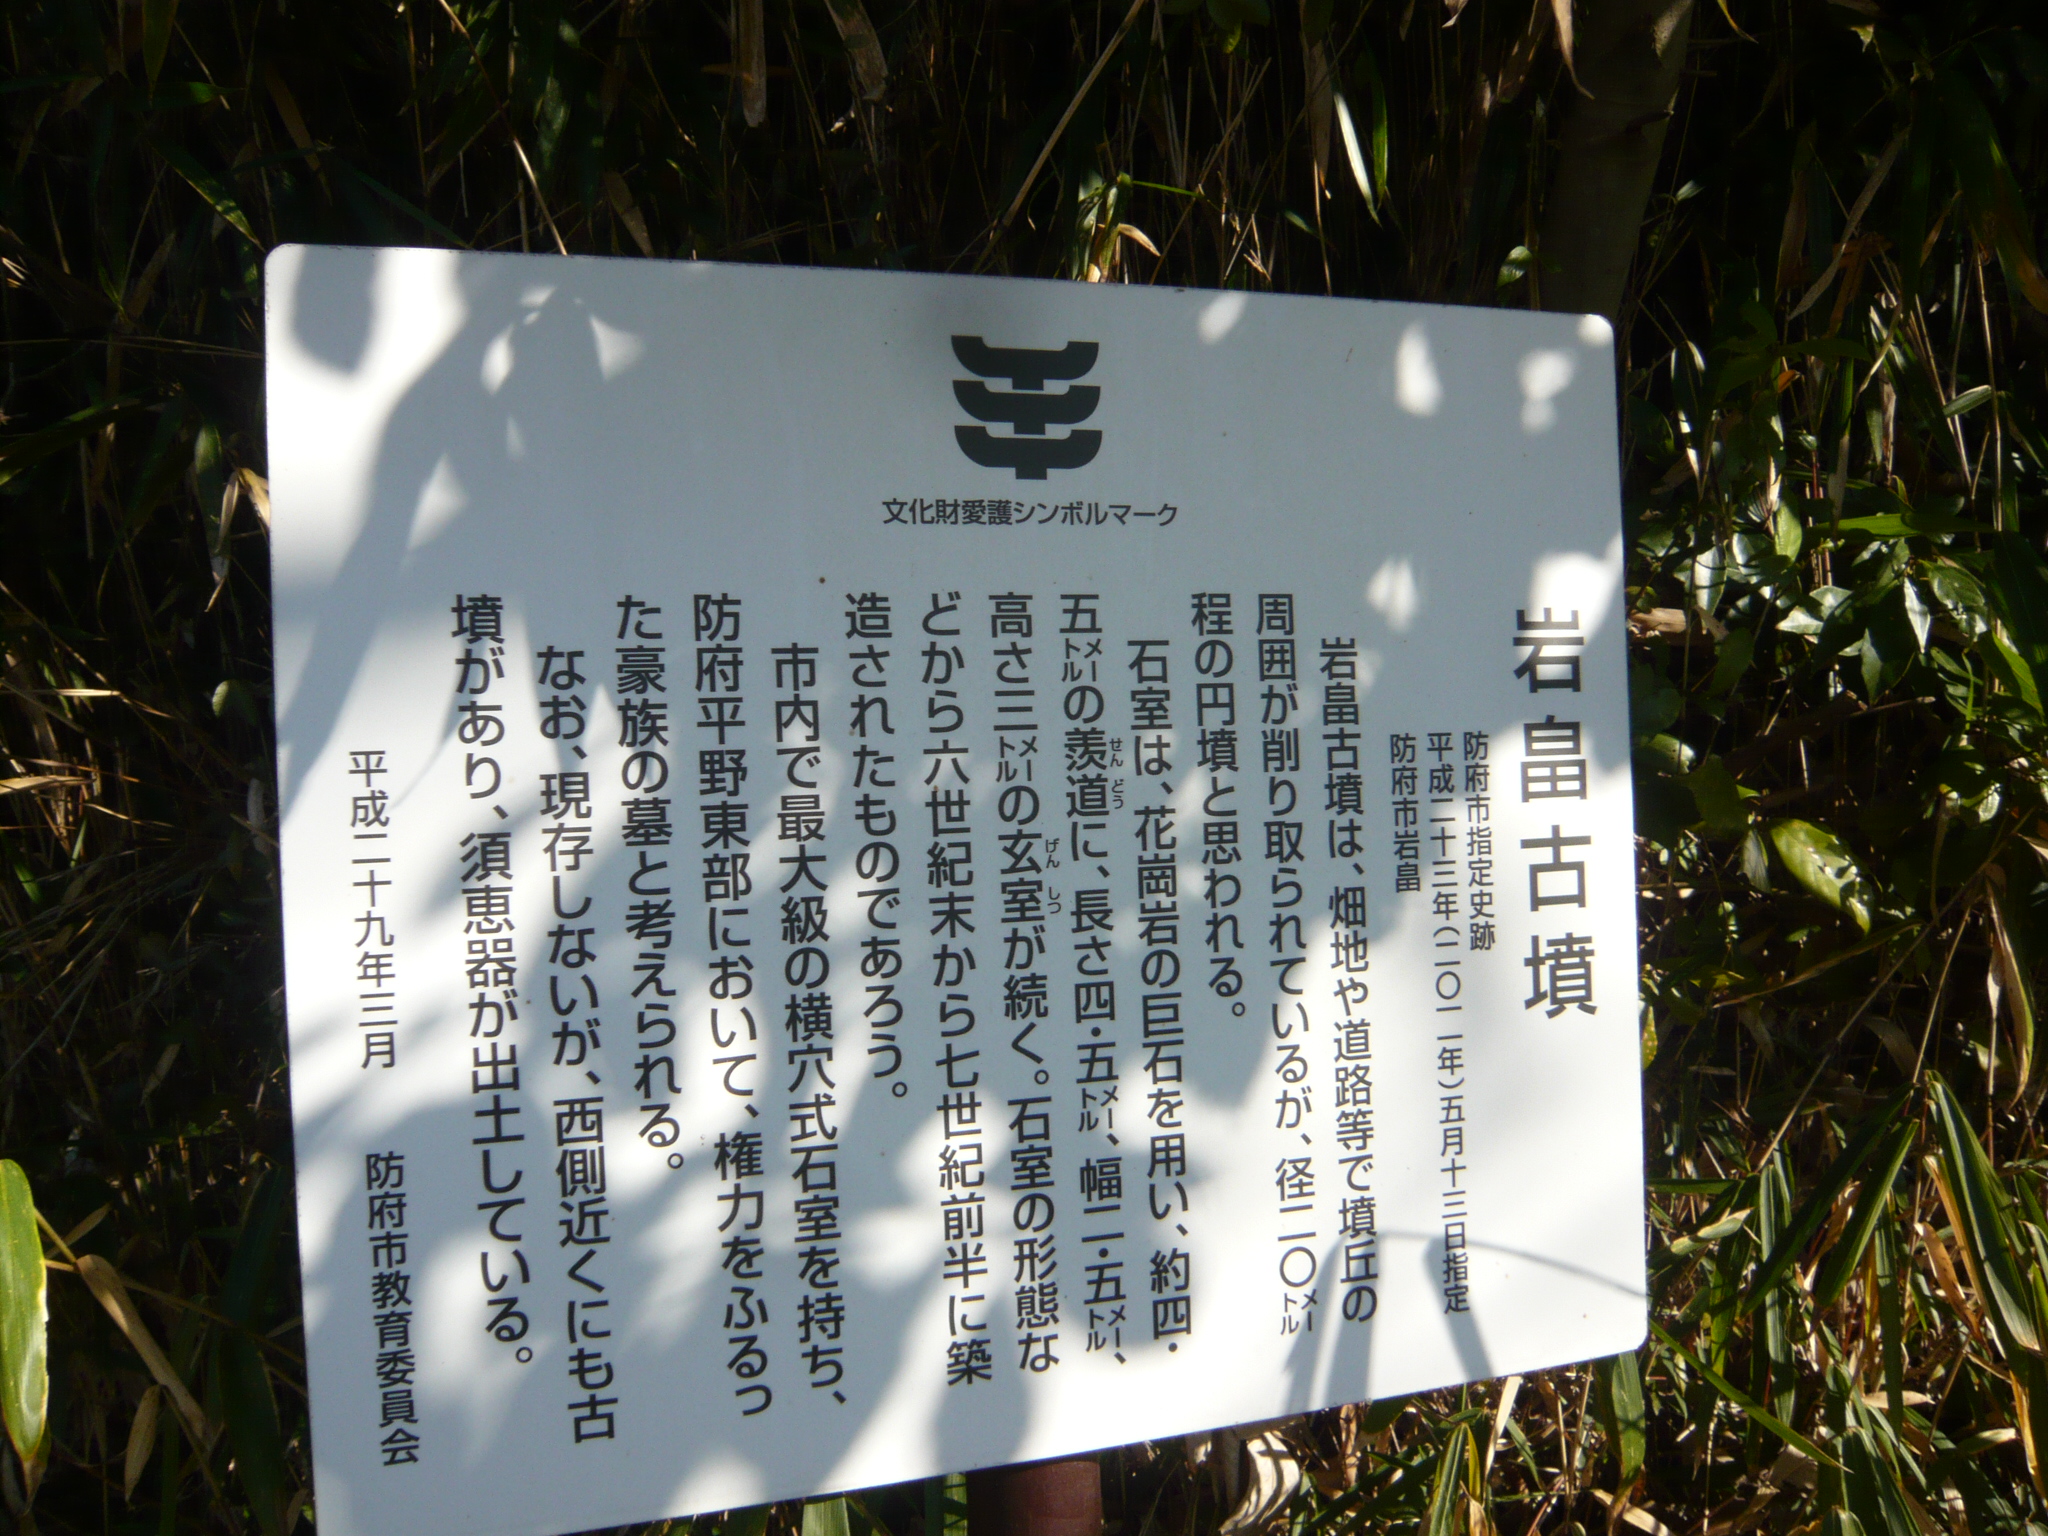 文化財愛護シンボルマーク
岩畠古墳
防府市指定史跡
平成二十三年(二〇一一年)五月十三日指定
防府市岩畠
岩畠古墳は、畑地や道路等で墳丘の
周囲が削り取られているが、径二〇メートル
程の円墳と思われる。
石室は、花崗岩の巨石を用い、約四・
五メートルの羨道に、長さ四・五メートル、幅二・五メートル、
せんどう
高さ三メートルの玄室が続く。石室の形態な
げんしつ
どから六世紀末から七世紀前半に築
造されたものであろう。
市内で最大級の横穴式石室を持ち、
防府平野東部において、権力をふるっ
た豪族の墓と考えられる。
なお、現存しないが、西側近くにも古
墳があり、須恵器が出土している。
平成二十九年三月 防府市教育委員会